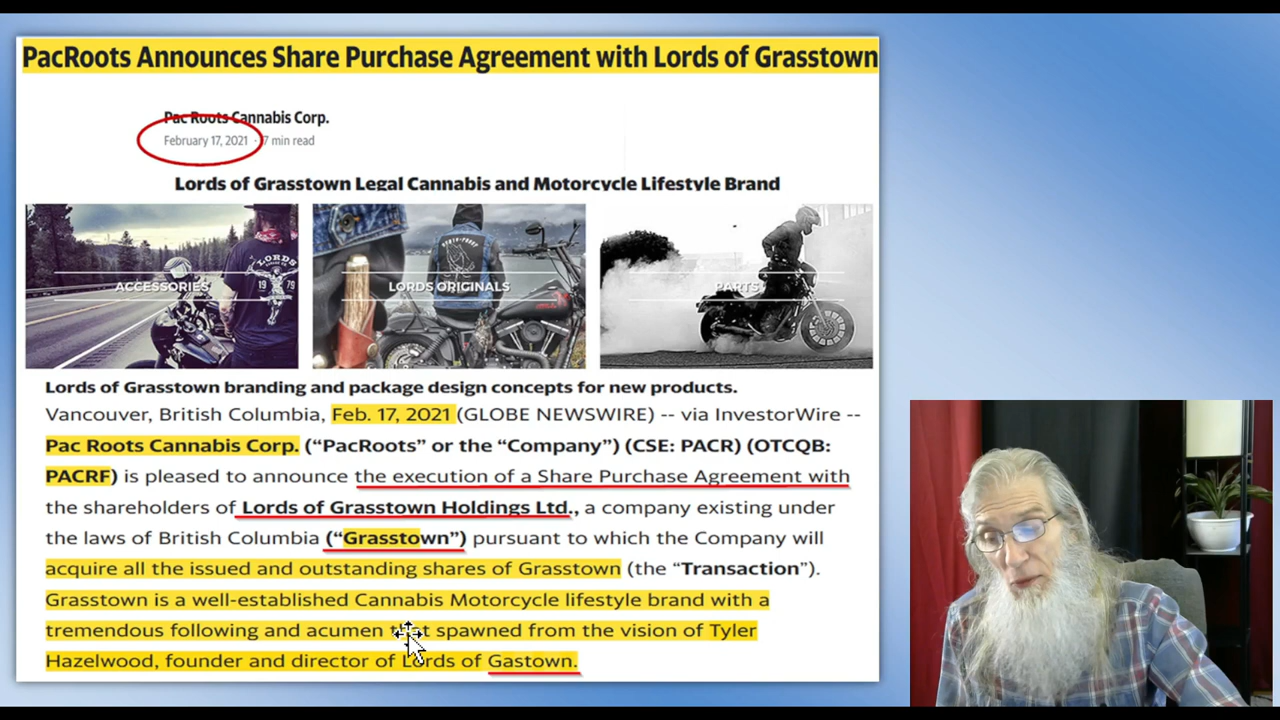 PacRoots Announces Share Purchase Agreement with Lords of Grasstown
Pac Roots Cannabis Corp.
February 17, 2021 · 7 min read
Lords of Grasstown Legal Cannabis and Motorcycle Lifestyle Brand
LORDS
19 79
ACCESSORIES
LORDS ORIGINALS
PARTS
Lords of Grasstown branding and package design concepts for new products.
Vancouver, British Columbia, Feb. 17, 2021 (GLOBE NEWSWIRE) -- via InvestorWire --
Pac Roots Cannabis Corp. (“PacRoots” or the “Company”) (CSE: PACR) (OTCQB:
PACRF) is pleased to announce the execution of a Share Purchase Agreement with
the shareholders of Lords of Grasstown Holdings Ltd., a company existing under
the laws of British Columbia (“Grasstown”) pursuant to which the Company will
acquire all the issued and outstanding shares of Grasstown (the “Transaction”).
Grasstown is a well-established Cannabis Motorcycle lifestyle brand with a
tremendous following and acumen that spawned from the vision of Tyler
Hazelwood, founder and director of Lords of Gastown.